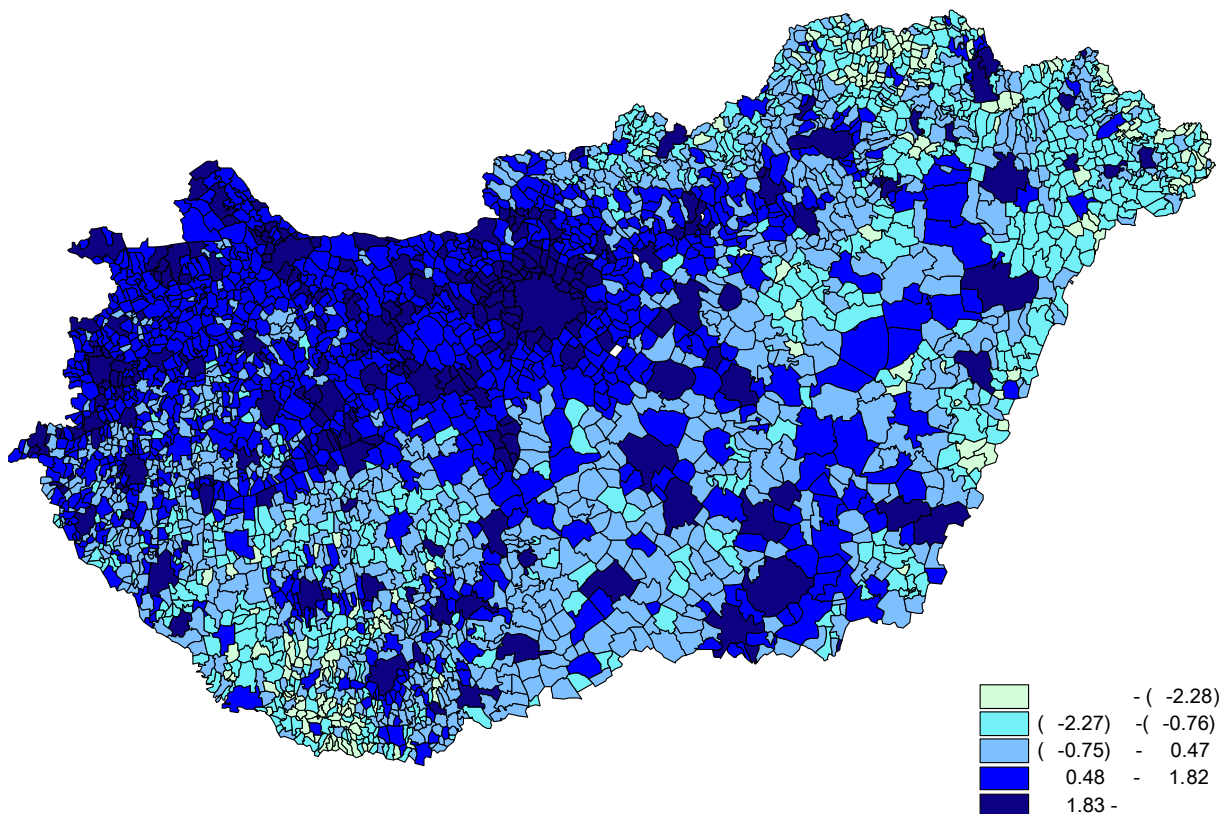 - ( -2.28)
( -2.27) -( -0.76)
( -0.75) - 0.47
0.48 - 1.82
1.83 -